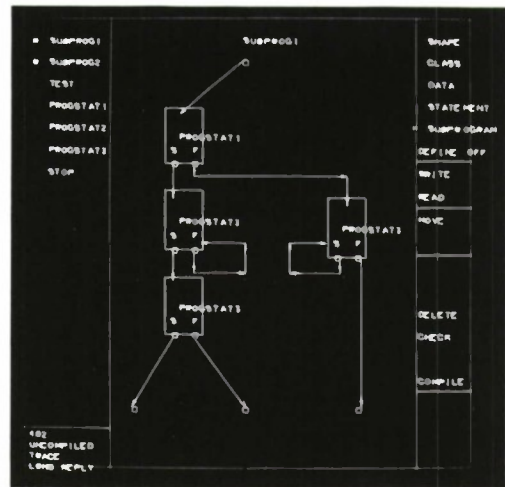 SUBPROG1
SUBPROG2
TEST
PROGSTAT1
PROGSTAT2
PROGSTAT3
STOP
SUBPROG1
PROGSTAT1
S F
PROGSTAT2
S F
PROGSTAT3
S F
PROGSTAT3
S F
SHAPE
CLASS
DATA
STATEMENT
SUBPROGRAM
DEFINE OFF
WRITE
READ
MOVE
DELETE
CHECK
COMPILE
402
UNCOMPILED
TRACE
LONG REPLY